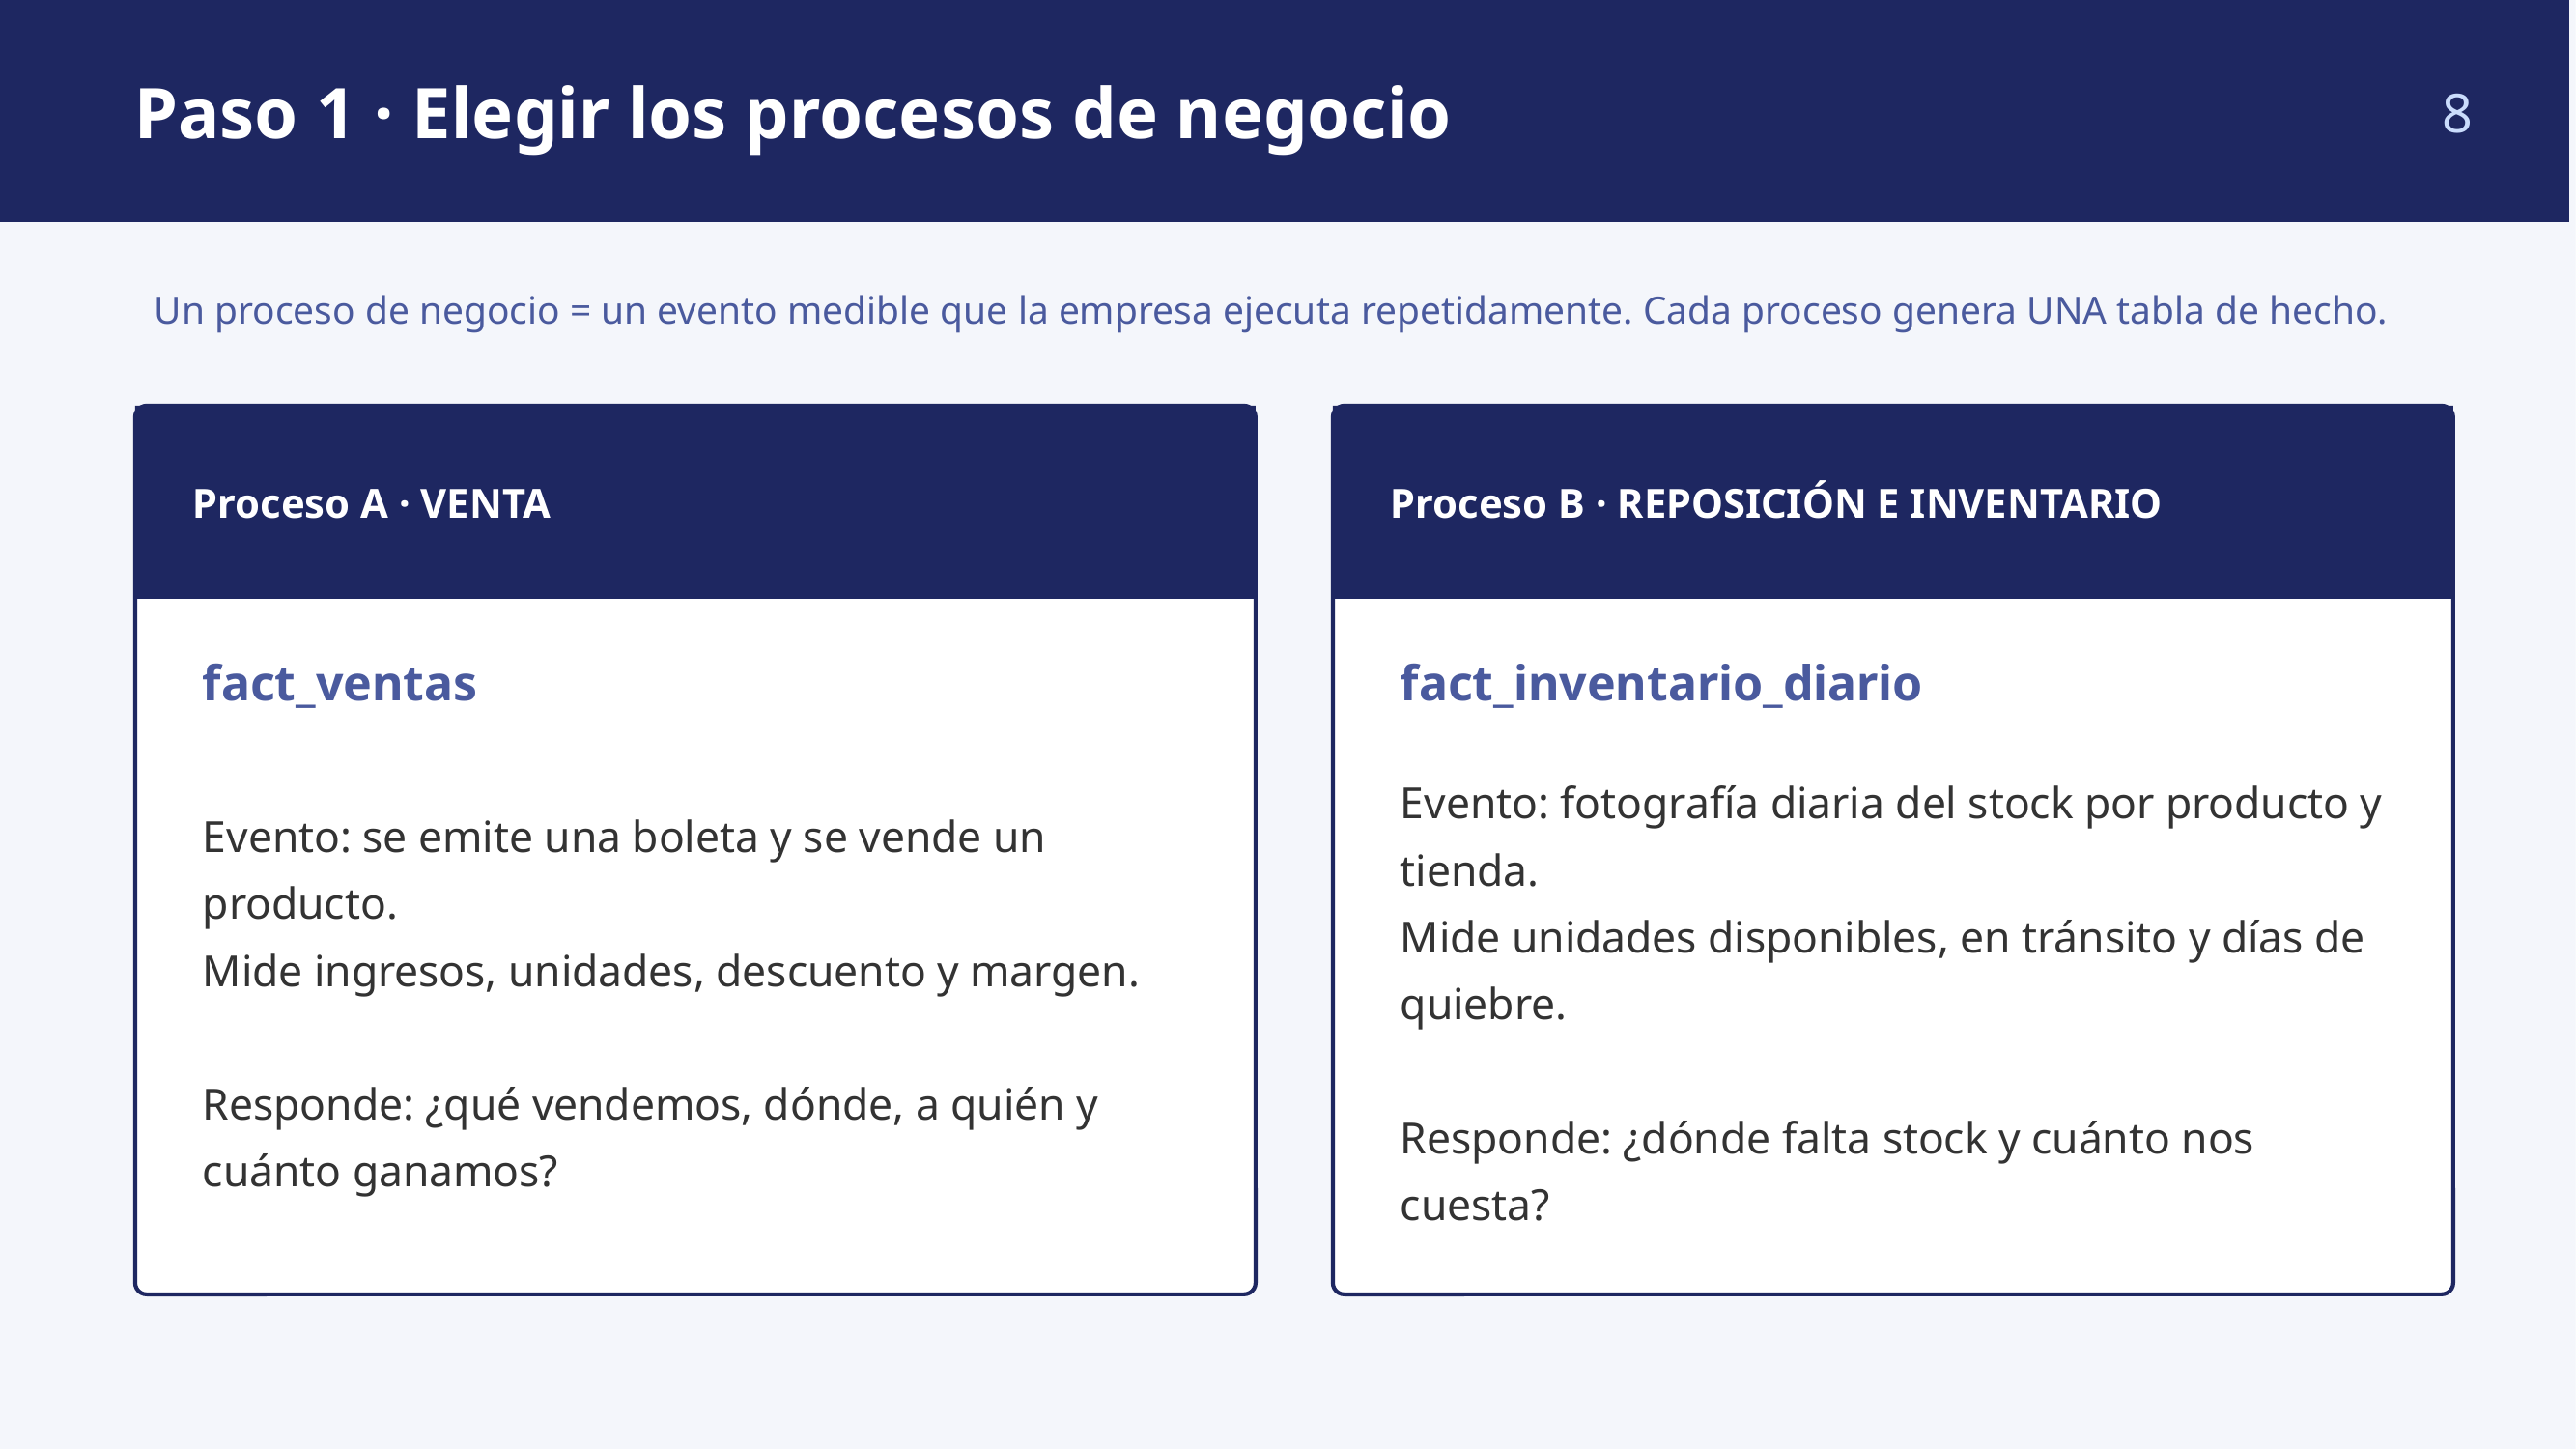 Paso 1 · Elegir los procesos de negocio
8
Un proceso de negocio = un evento medible que la empresa ejecuta repetidamente. Cada proceso genera UNA tabla de hecho.
Proceso A · VENTA
fact_ventas
Evento: se emite una boleta y se vende un
producto.
Mide ingresos, unidades, descuento y margen.
Responde: ¿qué vendemos, dónde, a quién y
cuánto ganamos?
Proceso B · REPOSICIÓN E INVENTARIO
fact_inventario_diario
Evento: fotografía diaria del stock por producto y
tienda.
Mide unidades disponibles, en tránsito y días de
quiebre.
Responde: ¿dónde falta stock y cuánto nos
cuesta?